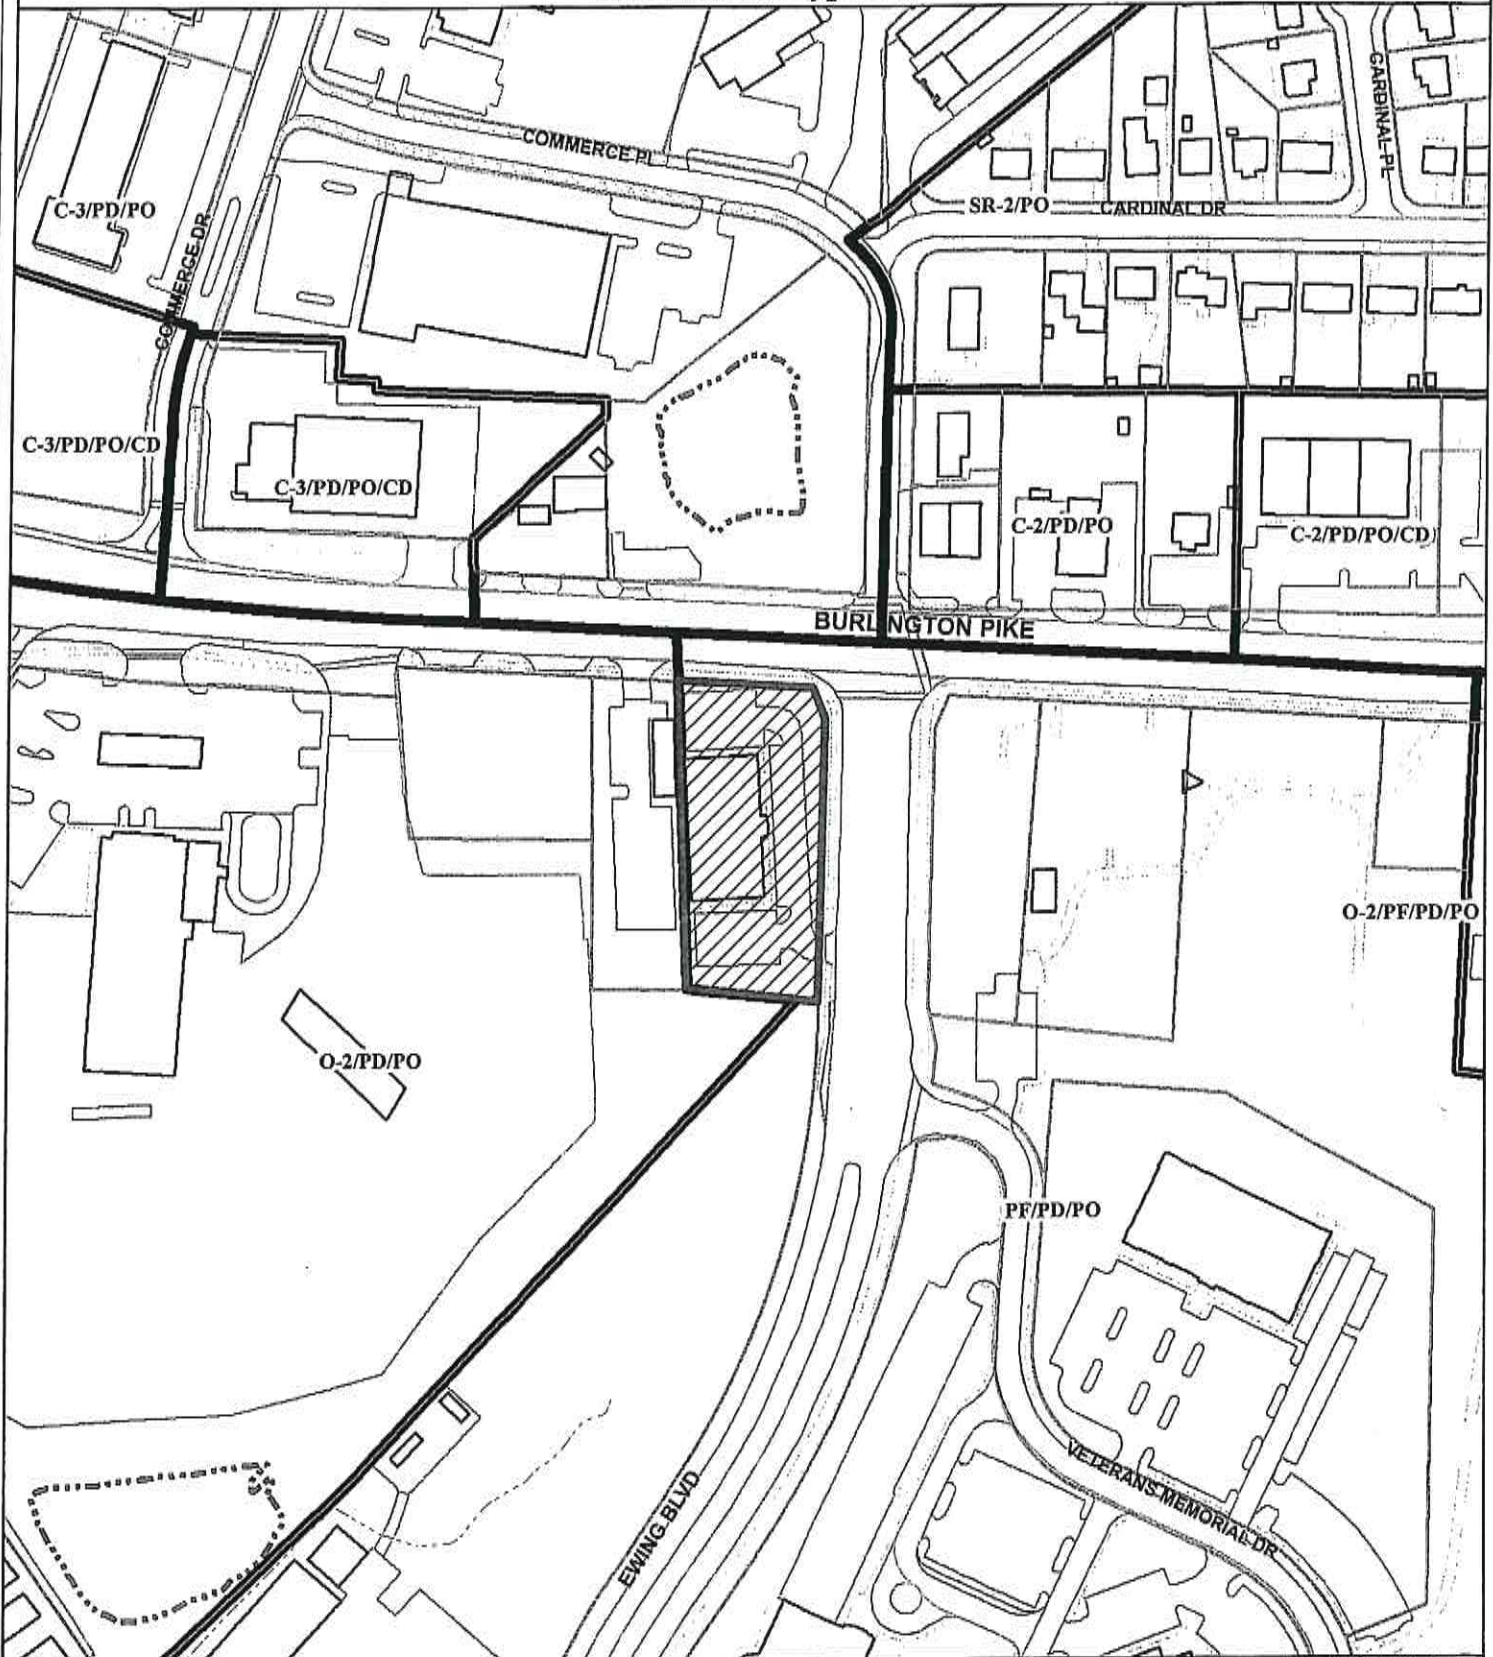 COMMERCE PL
CARDINAL PL
C-3/PD/PO
SR-2/PO
CARDINAL DR
COMMERCE DR
C-3/PD/PO/CD
C-3/PD/PO/CD
C-2/PD/PO
C-2/PD/PO/CD
BURLINGTON PIKE
O-2/PF/PD/PO
O-2/PD/PO
PF/PD/PO
EWING BLVD
VETERANS MEMORIAL DR